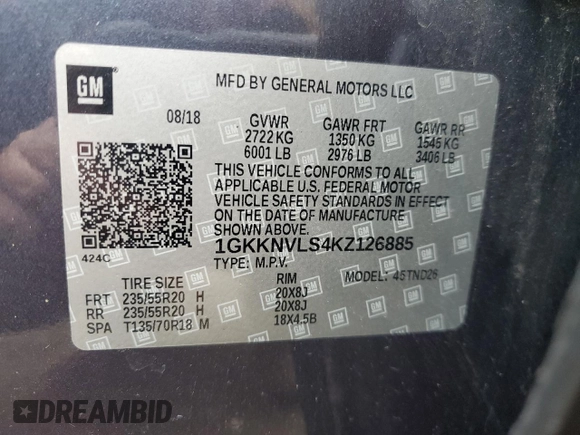 GM
MFD BY GENERAL MOTORS LLC
08/18 GVWR GAWR FRT GAWR RR
2722 KG 1350 KG 1545 KG
6001 LB 2976 LB 3406 LB
THIS VEHICLE CONFORMS TO ALL
APPLICABLE U.S. FEDERAL MOTOR
VEHICLE SAFETY STANDARDS IN EFFECT
ON THE DATE OF MANUFACTURE
SHOWN ABOVE.
1GKKNVLS4KZ126885
424C
TYPE: M.P.V. MODEL: 4STND26
TIRE SIZE RIM
FRT 235/55R20 H 20X8J
RR 235/55R20 H 20X8J
SPA T135/70R18 M 18X4.5B
DREAMBID